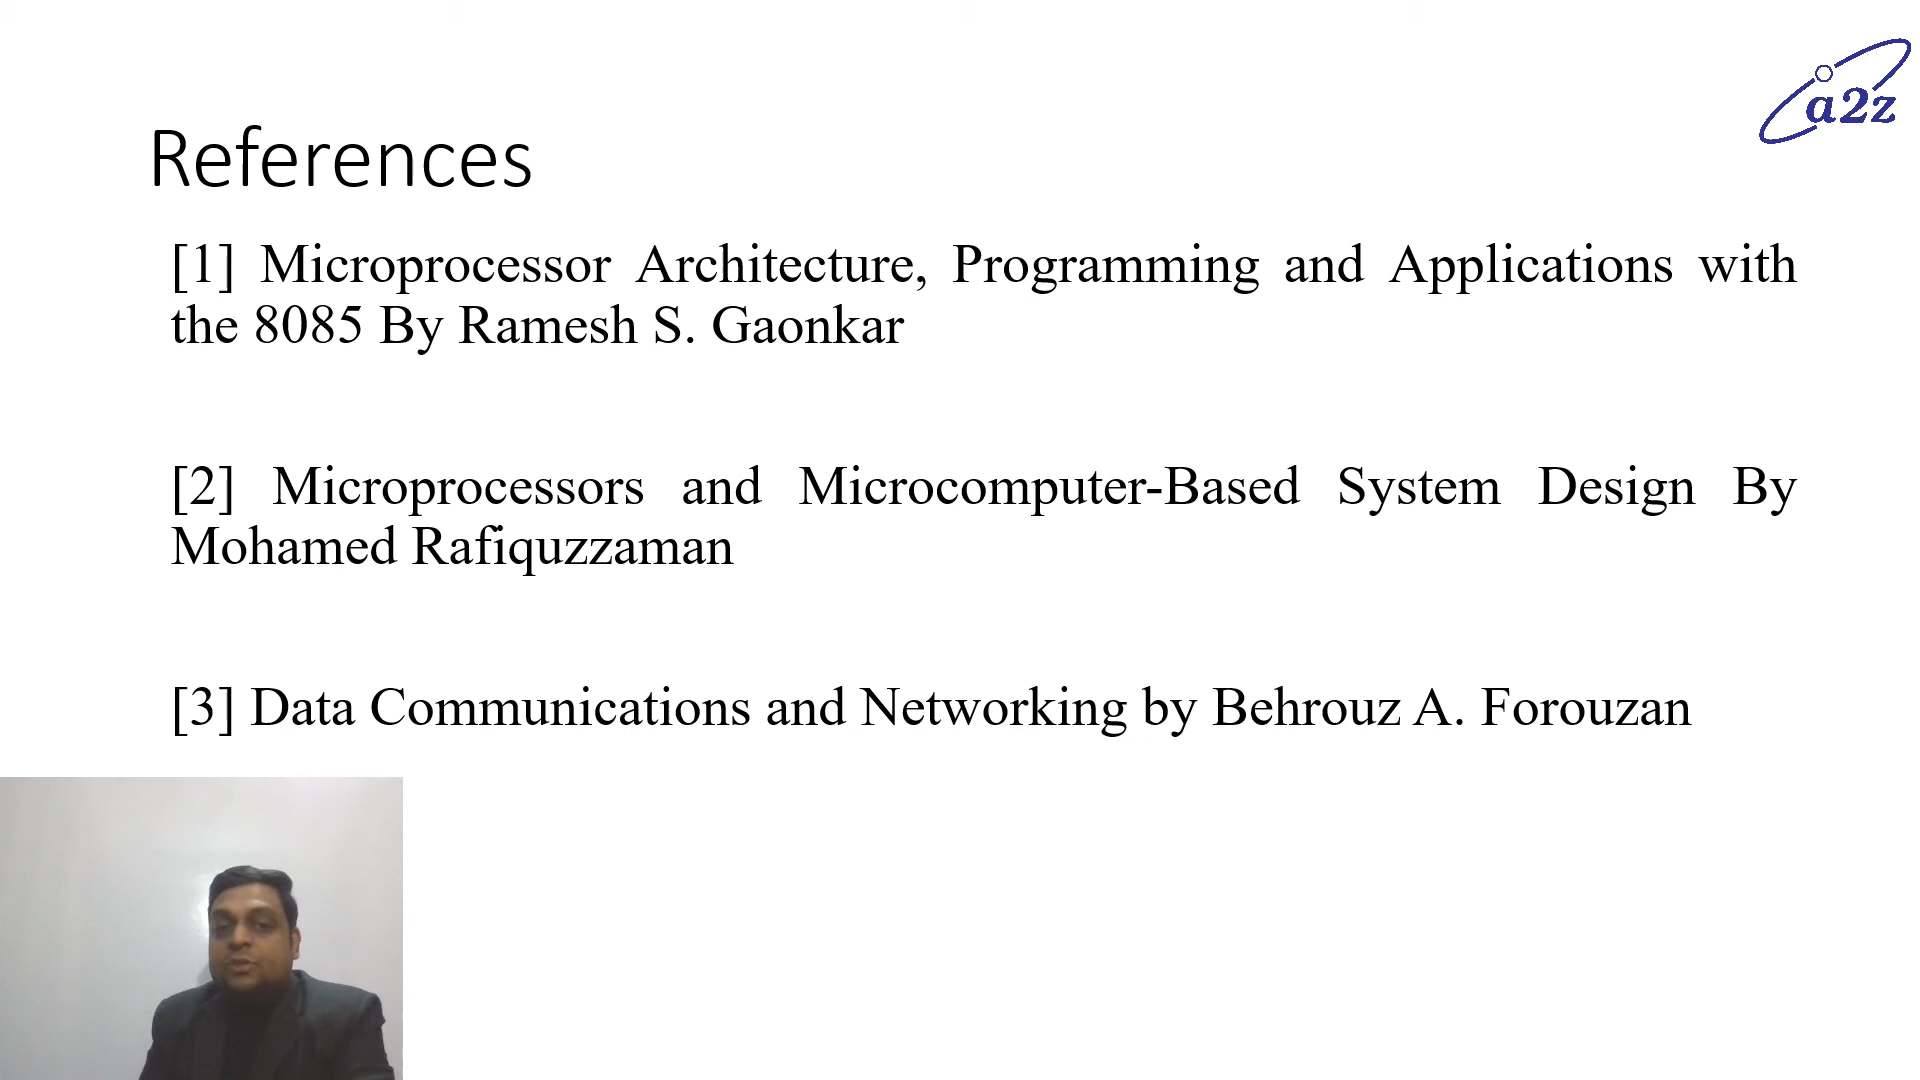 a2z
References
[1] Microprocessor Architecture, Programming and Applications with
the 8085 By Ramesh S. Gaonkar
[2] Microprocessors and Microcomputer-Based System Design By
Mohamed Rafiquzzaman
[3] Data Communications and Networking by Behrouz A. Forouzan